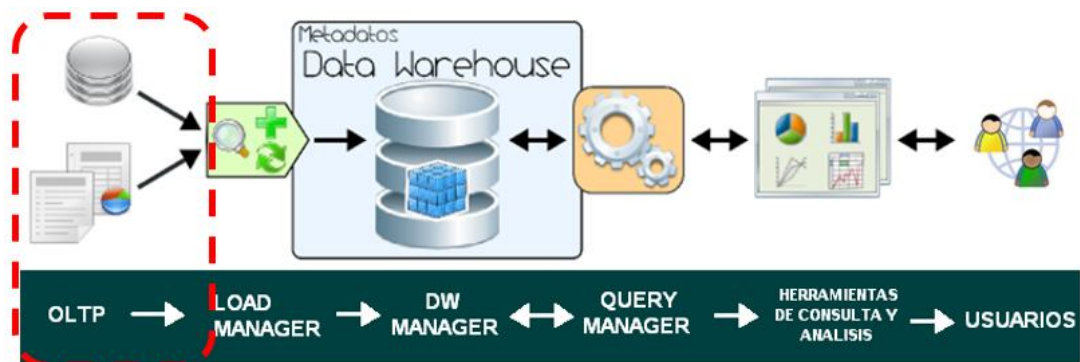 Metadatos
Data Warehouse
OLTP
LOAD
MANAGER
DW
MANAGER
QUERY
MANAGER
HERRAMIENTAS
DE CONSULTA Y
ANALISIS
USUARIOS